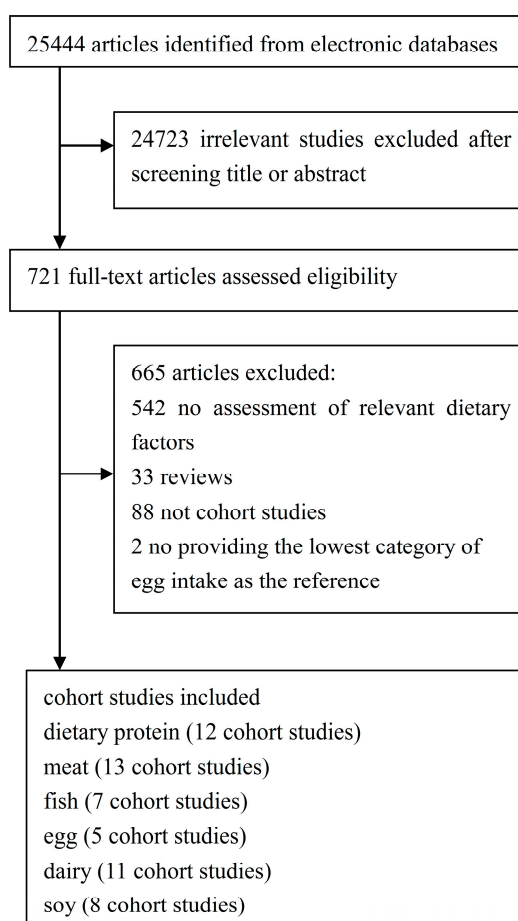 25444 articles identified from electronic databases
24723 irrelevant studies excluded after
screening title or abstract
721 full-text articles assessed eligibility
665 articles excluded:
542 no assessment of relevant dietary
factors
33 reviews
88 not cohort studies
2 no providing the lowest category of
egg intake as the reference
cohort studies included
dietary protein (12 cohort studies)
meat (13 cohort studies)
fish (7 cohort studies)
egg (5 cohort studies)
dairy (11 cohort studies)
soy (8 cohort studies)